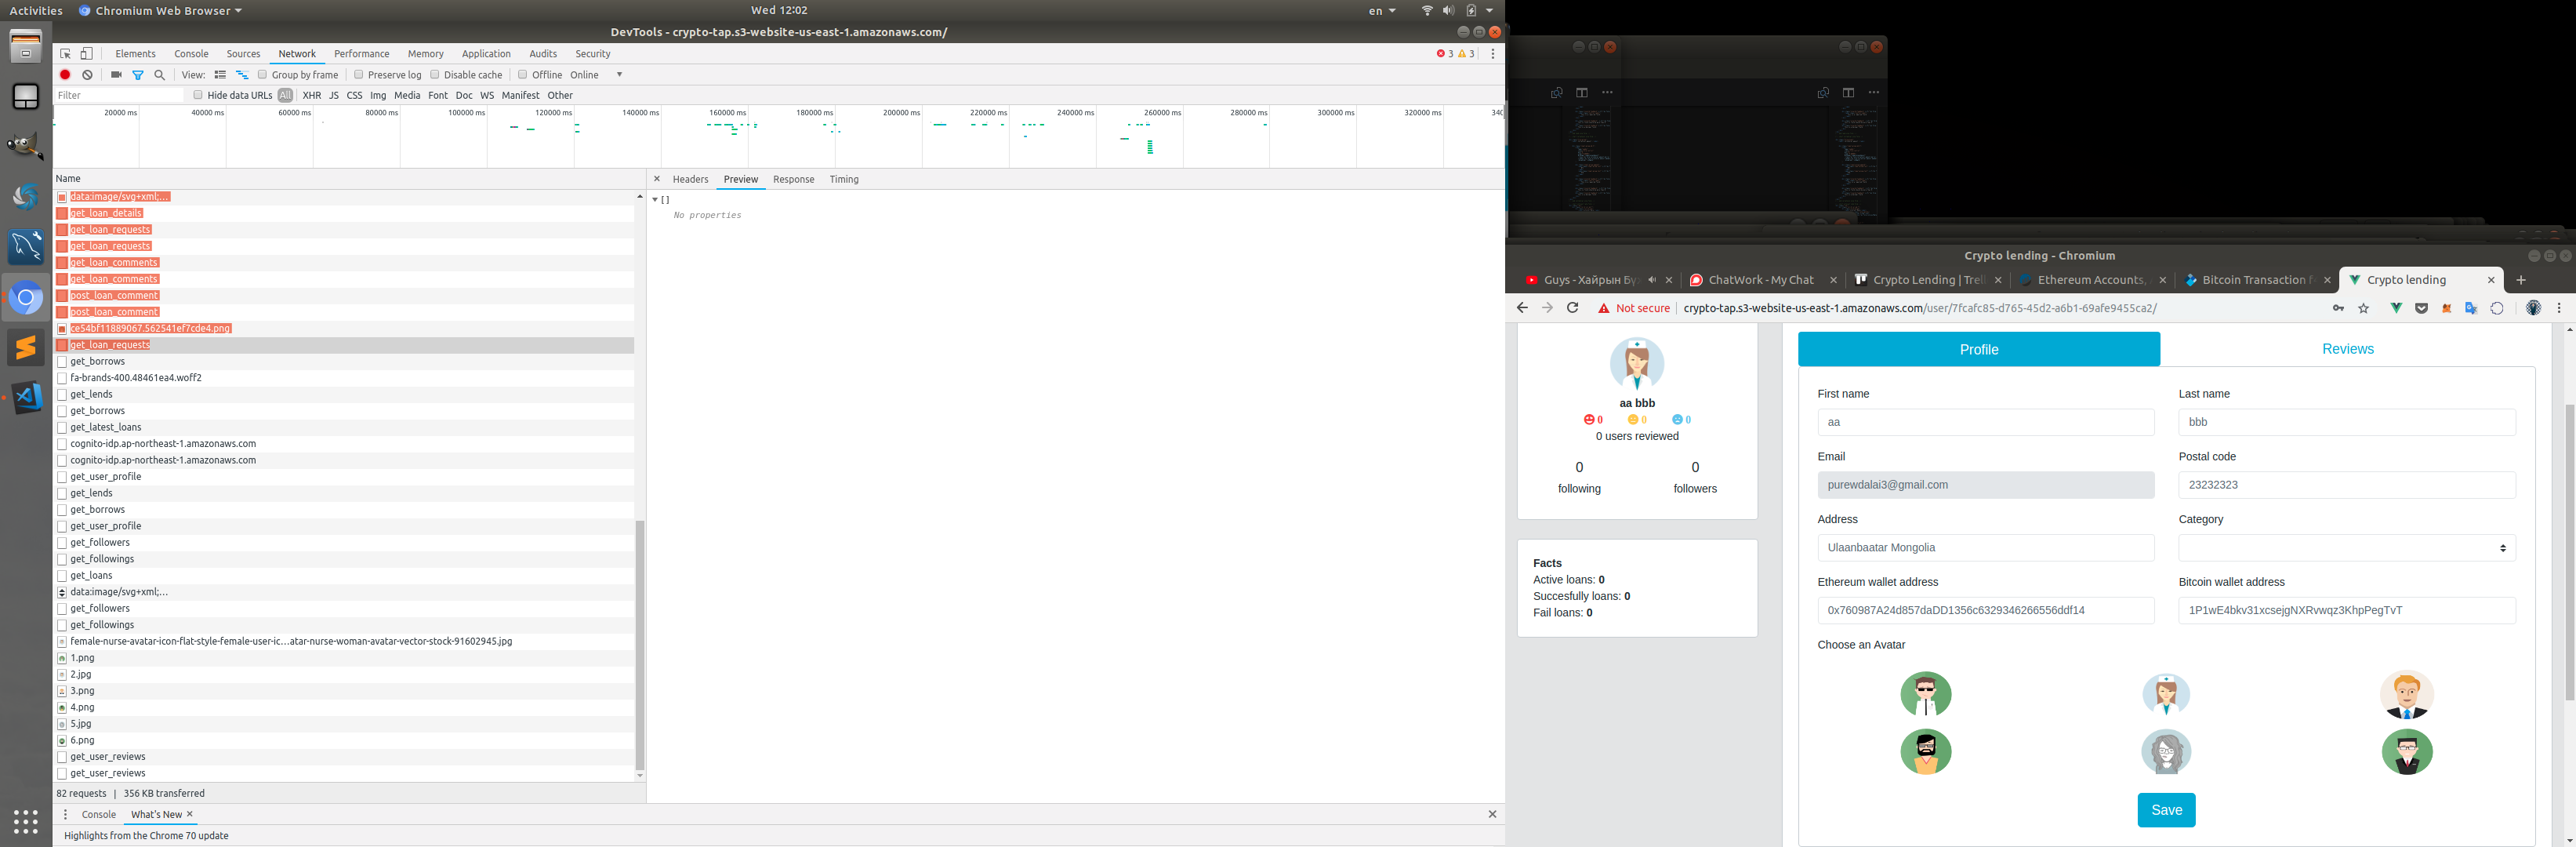 Activities
Chromium Web Browser
Wed 12:02
en
DevTools - crypto-tap.s3-website-us-east-1.amazonaws.com/
Elements Console Sources Network Performance Memory Application Audits Security
3 3
View: Group by frame Preserve log Disable cache Offline Online
Filter Hide data URLs All XHR JS CSS Img Media Font Doc WS Manifest Other
20000 ms 40000 ms 60000 ms 80000 ms 100000 ms 120000 ms 140000 ms 160000 ms 180000 ms 200000 ms 220000 ms 240000 ms 260000 ms 280000 ms 300000 ms 320000 ms 340
Name
data:image/svg+xml;...
get_loan_details
get_loan_requests
get_loan_requests
get_loan_comments
get_loan_comments
post_loan_comment
post_loan_comment
ce54bf11889067.562541ef7cde4.png
get_loan_requests
get_borrows
fa-brands-400.48461ea4.woff2
get_lends
get_borrows
get_latest_loans
cognito-idp.ap-northeast-1.amazonaws.com
cognito-idp.ap-northeast-1.amazonaws.com
get_user_profile
get_lends
get_borrows
get_user_profile
get_followers
get_followings
get_loans
data:image/svg+xml;...
get_followers
get_followings
female-nurse-avatar-icon-flat-style-female-user-ic...atar-nurse-woman-avatar-vector-stock-91602945.jpg
1.png
2.jpg
3.png
4.png
5.jpg
6.png
get_user_reviews
get_user_reviews
82 requests | 356 KB transferred
Console What's New
Highlights from the Chrome 70 update
Headers Preview Response Timing
[]
No properties
Crypto lending - Chromium
Guys - Хайрын Бу
ChatWork - My Chat
Crypto Lending | Trell
Ethereum Accounts, 
Bitcoin Transaction f
Crypto lending
Not secure | crypto-tap.s3-website-us-east-1.amazonaws.com/user/7fcafc85-d765-45d2-a6b1-69afe9455ca2/
aa bbb
0 0 0
0 users reviewed
0 0
following followers
Facts
Active loans: 0
Succesfully loans: 0
Fail loans: 0
Profile Reviews
First name Last name
aa bbb
Email Postal code
purewdalai3@gmail.com 23232323
Address Category
Ulaanbaatar Mongolia
Ethereum wallet address Bitcoin wallet address
0x760987A24d857daDD1356c6329346266556ddf14 1P1wE4bkv31xcsejgNXRvwqz3KhpPegTvT
Choose an Avatar
Save